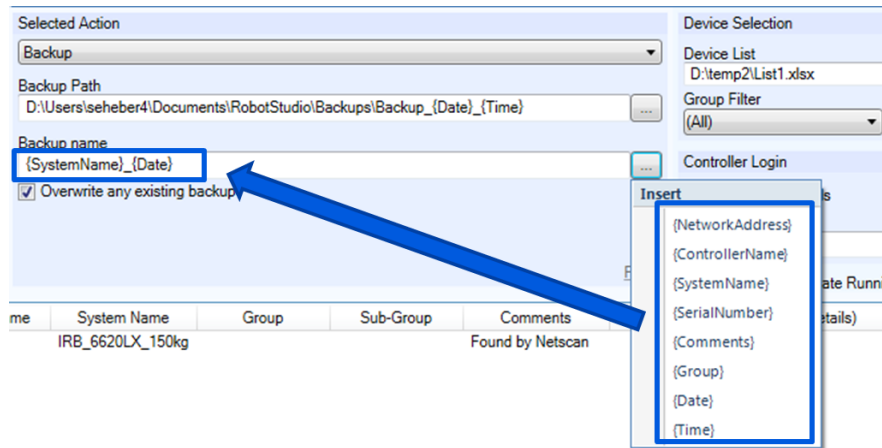 Selected Action
Backup
Backup Path
D:\Users\seheber4\Documents\RobotStudio\Backups\Backup_{Date}_{Time}
...
Backup name
{SystemName}_{Date}
...
Overwrite any existing backup
Device Selection
Device List
D:\temp2\List1.xlsx
Group Filter
(All)
Controller Login
Insert
{NetworkAddress}
{ControllerName}
{SystemName}
{SerialNumber}
{Comments}
{Group}
{Date}
{Time}
me System Name Group Sub-Group Comments
IRB_6620LX_150kg Found by Netscan